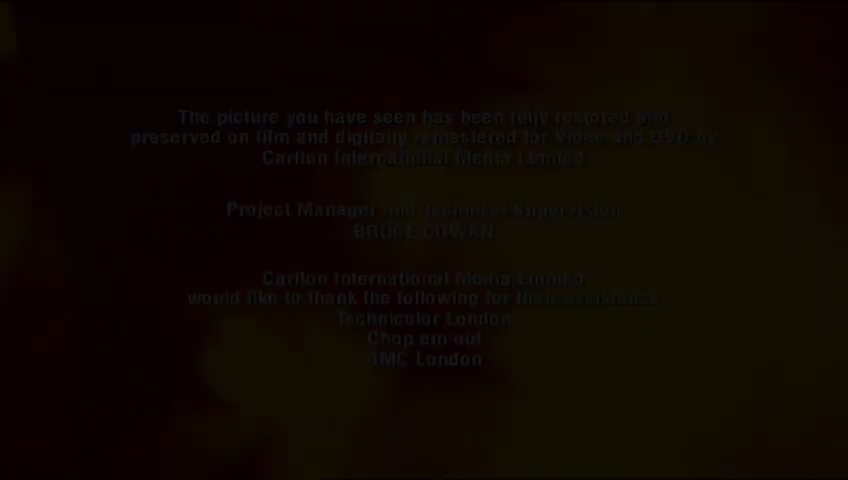 The picture you have seen has been fully restored and
preserved on film and digitally remastered for Video and DVD by
Carlton International Media Limited
Project Manager and Technical Supervision
BRUCE COWAN
Carlton International Media Limited
would like to thank the following for their assistance
Technicolor London
Chop em out
4MC London